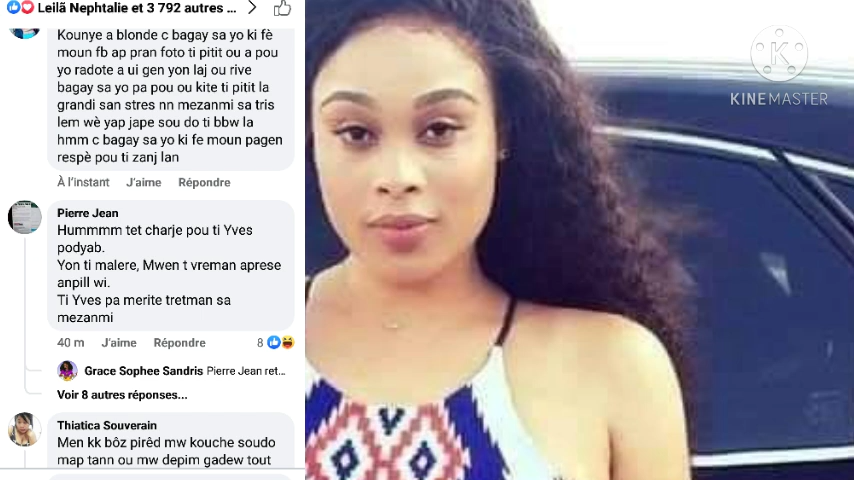 Leilã Nephtalie et 3 792 autres ...
Kounye a blonde c bagay sa yo ki fè
moun fb ap pran foto ti pitit ou a pou
yo radote a ui gen yon laj ou rive
bagay sa yo pa pou ou kite ti pitit la
grandi san stres nn mezanmi sa tris
lem wè yap jape sou do ti bbw la
hmm c bagay sa yo ki fe moun pagen
respè pou ti zanj lan
À l'instant J'aime Répondre
Pierre Jean
Hummmm tet charje pou ti Yves
podyab.
Yon ti malere, Mwen t vreman aprese
anpill wi.
Ti Yves pa merite tretman sa
mezanmi
40 m J'aime Répondre 8
Grace Sophee Sandris Pierre Jean ret...
Voir 8 autres réponses...
Thiatica Souverain
Men kk bôz pirêd mw kouche soudo
map tann ou mw depim gadew tout
K
KINEMASTER